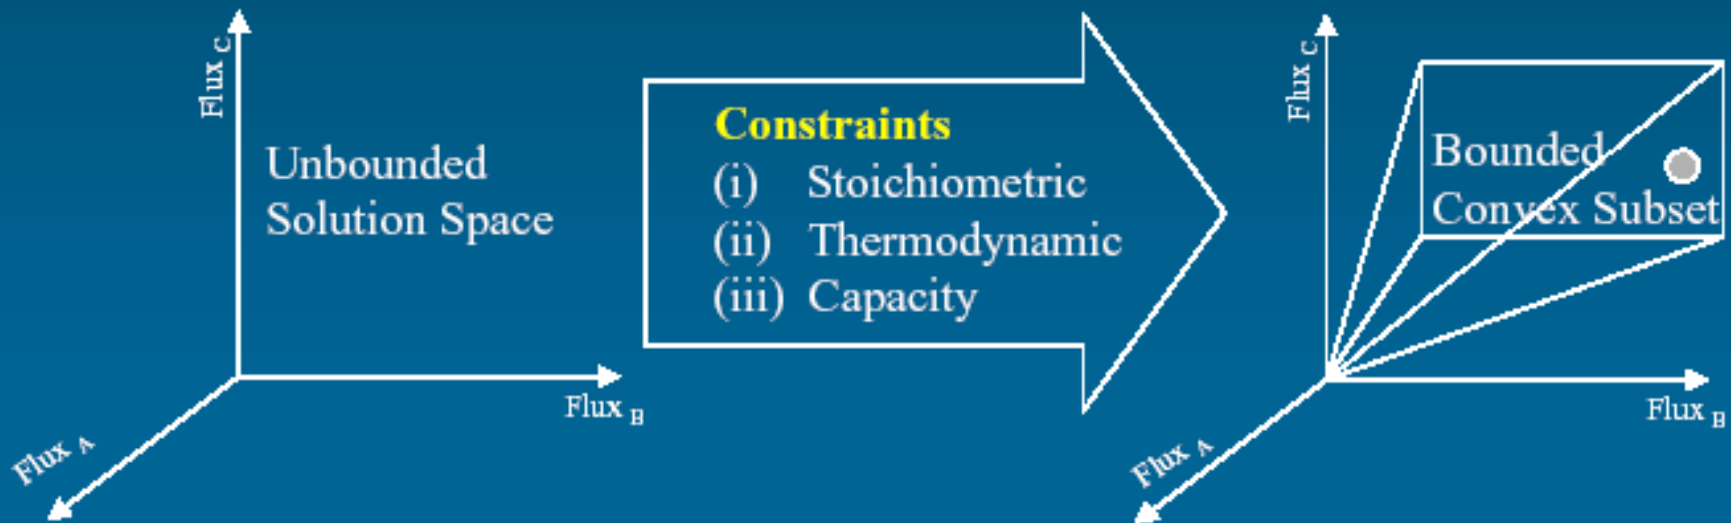 Flux C
Unbounded
Solution Space
Flux B
Flux A
Constraints
(i) Stoichiometric
(ii) Thermodynamic
(iii) Capacity
Flux C
Bounded
Convex Subset
Flux B
Flux A